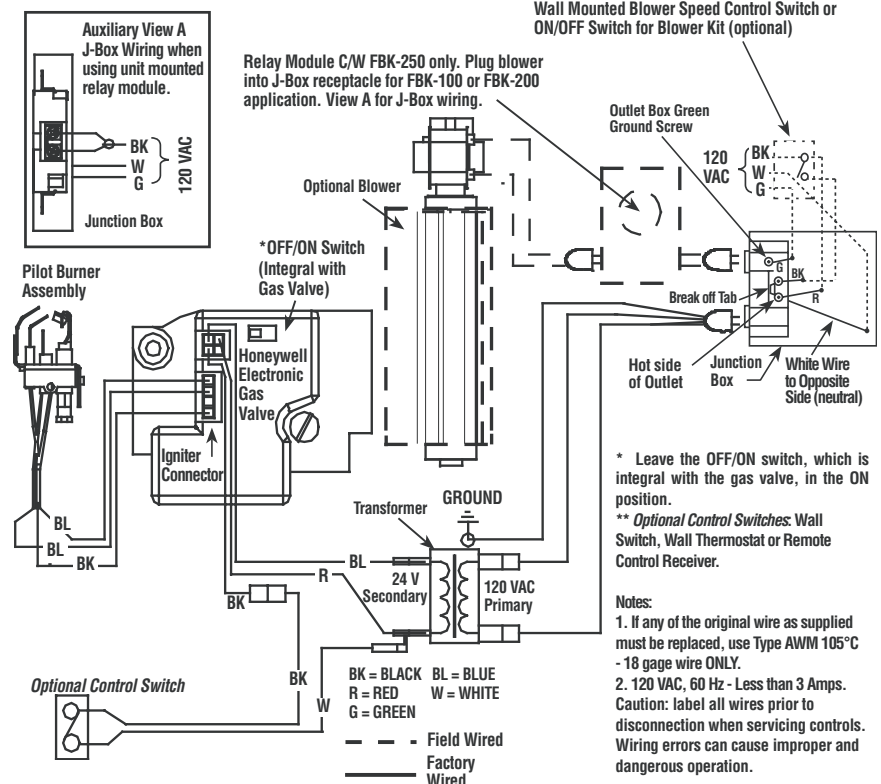 Wall Mounted Blower Speed Control Switch or
ON/OFF Switch for Blower Kit (optional)
Auxiliary View A
J-Box Wiring when
using unit mounted
relay module.
BK
W
G
120 VAC
Junction Box
Relay Module C/W FBK-250 only. Plug blower
into J-Box receptacle for FBK-100 or FBK-200
application. View A for J-Box wiring.
Outlet Box Green
Ground Screw
120
VAC
BK
W
G
Optional Blower
*OFF/ON Switch
(Integral with
Gas Valve)
Pilot Burner
Assembly
Honeywell
Electronic
Gas
Valve
Igniter
Connector
G
BK
R
Break off Tab
Hot side
of Outlet
Junction
Box
White Wire
to Opposite
Side (neutral)
BL
BL
BK
Transformer
GROUND
BL
R
24 V
Secondary
120 VAC
Primary
BK
BK
W
Optional Control Switch
BK = BLACK BL = BLUE
R = RED W = WHITE
G = GREEN
Field Wired
Factory
Wired
* Leave the OFF/ON switch, which is
integral with the gas valve, in the ON
position.
** Optional Control Switches: Wall
Switch, Wall Thermostat or Remote
Control Receiver.
Notes:
1. If any of the original wire as supplied
must be replaced, use Type AWM 105°C
- 18 gage wire ONLY.
2. 120 VAC, 60 Hz - Less than 3 Amps.
Caution: label all wires prior to
disconnection when servicing controls.
Wiring errors can cause improper and
dangerous operation.